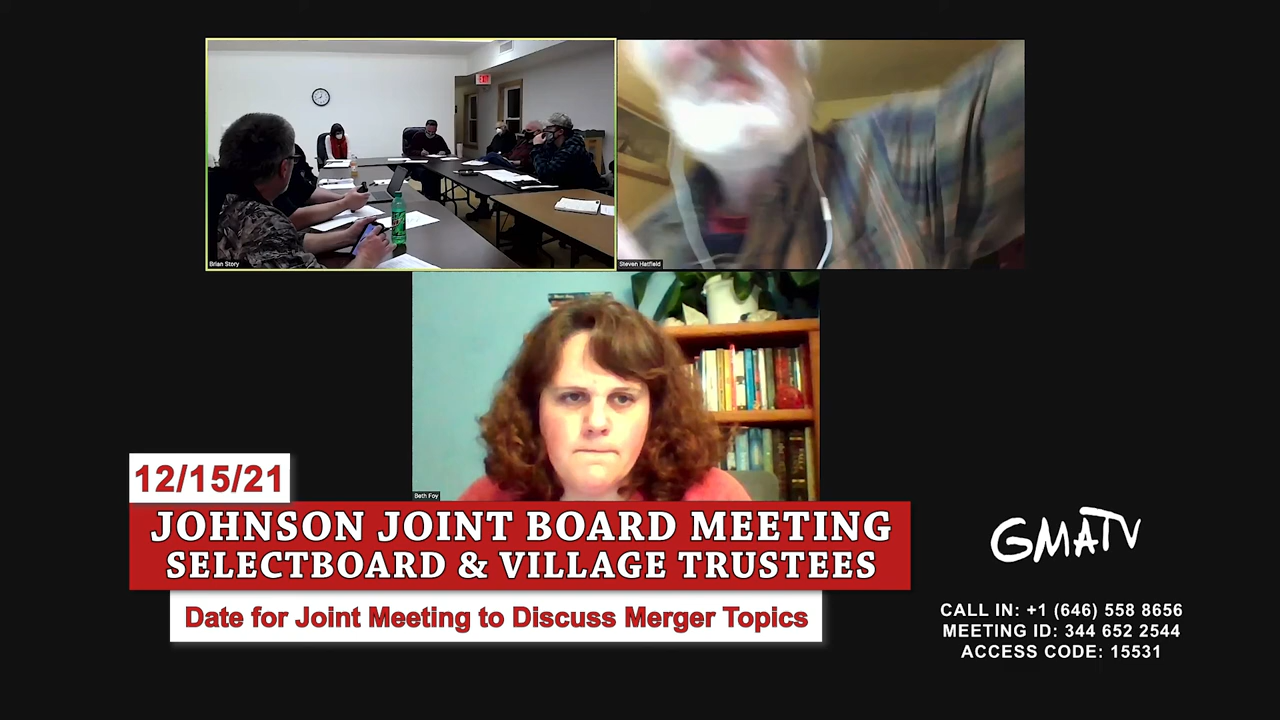 Brian Story
Steven Hatfield
Beth Foy
12/15/21
JOHNSON JOINT BOARD MEETING
SELECTBOARD & VILLAGE TRUSTEES
Date for Joint Meeting to Discuss Merger Topics
GMATV
CALL IN: +1 (646) 558 8656
MEETING ID: 344 652 2544
ACCESS CODE: 15531